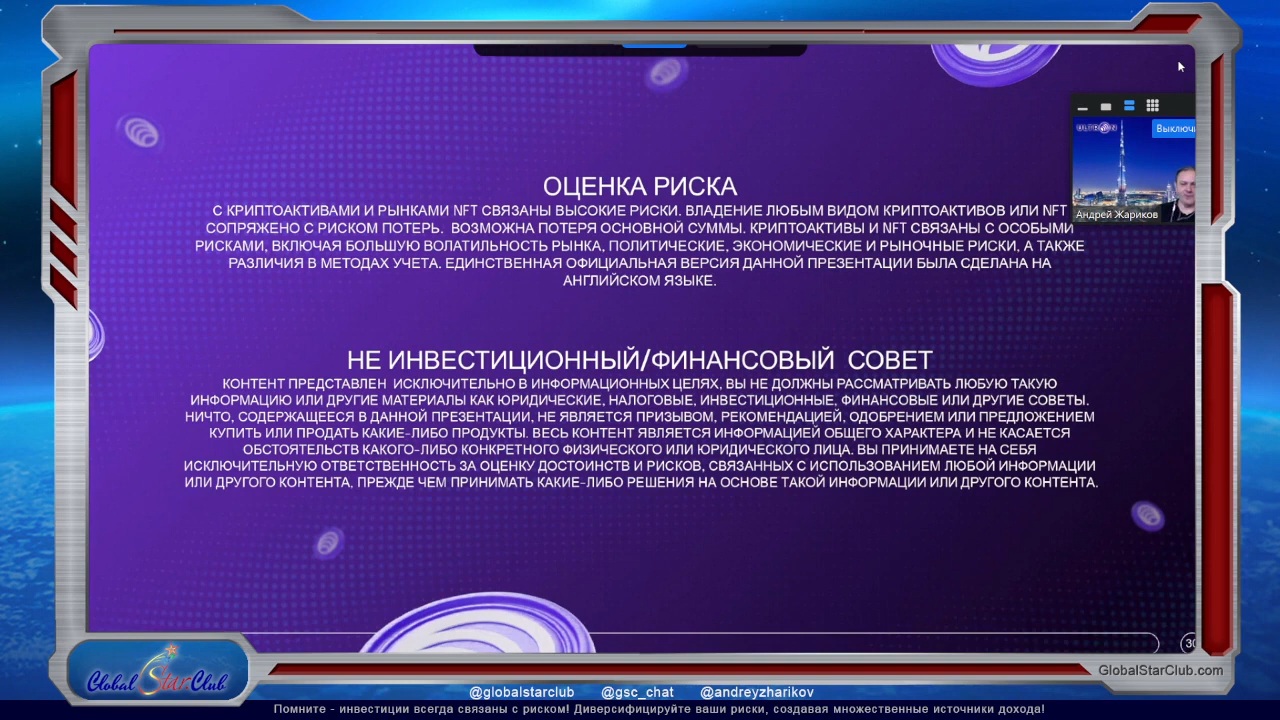 ULTRON
Выключи
Андрей Жариков
ОЦЕНКА РИСКА
С КРИПТОАКТИВАМИ И РЫНКАМИ NFT СВЯЗАНЫ ВЫСОКИЕ РИСКИ. ВЛАДЕНИЕ ЛЮБЫМ ВИДОМ КРИПТОАКТИВОВ ИЛИ NFT
СОПРЯЖЕНО С РИСКОМ ПОТЕРЬ. ВОЗМОЖНА ПОТЕРЯ ОСНОВНОЙ СУММЫ. КРИПТОАКТИВЫ И NFT СВЯЗАНЫ С ОСОБЫМИ
РИСКАМИ, ВКЛЮЧАЯ БОЛЬШУЮ ВОЛАТИЛЬНОСТЬ РЫНКА, ПОЛИТИЧЕСКИЕ, ЭКОНОМИЧЕСКИЕ И РЫНОЧНЫЕ РИСКИ, А ТАКЖЕ
РАЗЛИЧИЯ В МЕТОДАХ УЧЕТА. ЕДИНСТВЕННАЯ ОФИЦИАЛЬНАЯ ВЕРСИЯ ДАННОЙ ПРЕЗЕНТАЦИИ БЫЛА СДЕЛАНА НА
АНГЛИЙСКОМ ЯЗЫКЕ.
НЕ ИНВЕСТИЦИОННЫЙ/ФИНАНСОВЫЙ СОВЕТ
КОНТЕНТ ПРЕДСТАВЛЕН ИСКЛЮЧИТЕЛЬНО В ИНФОРМАЦИОННЫХ ЦЕЛЯХ, ВЫ НЕ ДОЛЖНЫ РАССМАТРИВАТЬ ЛЮБУЮ ТАКУЮ
ИНФОРМАЦИЮ ИЛИ ДРУГИЕ МАТЕРИАЛЫ КАК ЮРИДИЧЕСКИЕ, НАЛОГОВЫЕ, ИНВЕСТИЦИОННЫЕ, ФИНАНСОВЫЕ ИЛИ ДРУГИЕ СОВЕТЫ.
НИЧТО, СОДЕРЖАЩЕЕСЯ В ДАННОЙ ПРЕЗЕНТАЦИИ, НЕ ЯВЛЯЕТСЯ ПРИЗЫВОМ, РЕКОМЕНДАЦИЕЙ, ОДОБРЕНИЕМ ИЛИ ПРЕДЛОЖЕНИЕМ
КУПИТЬ ИЛИ ПРОДАТЬ КАКИЕ-ЛИБО ПРОДУКТЫ. ВЕСЬ КОНТЕНТ ЯВЛЯЕТСЯ ИНФОРМАЦИЕЙ ОБЩЕГО ХАРАКТЕРА И НЕ КАСАЕТСЯ
ОБСТОЯТЕЛЬСТВ КАКОГО-ЛИБО КОНКРЕТНОГО ФИЗИЧЕСКОГО ИЛИ ЮРИДИЧЕСКОГО ЛИЦА. ВЫ ПРИНИМАЕТЕ НА СЕБЯ
ИСКЛЮЧИТЕЛЬНУЮ ОТВЕТСТВЕННОСТЬ ЗА ОЦЕНКУ ДОСТОИНСТВ И РИСКОВ, СВЯЗАННЫХ С ИСПОЛЬЗОВАНИЕМ ЛЮБОЙ ИНФОРМАЦИИ
ИЛИ ДРУГОГО КОНТЕНТА, ПРЕЖДЕ ЧЕМ ПРИНИМАТЬ КАКИЕ-ЛИБО РЕШЕНИЯ НА ОСНОВЕ ТАКОЙ ИНФОРМАЦИИ ИЛИ ДРУГОГО КОНТЕНТА.
30
Global Star Club
GlobalStarClub.com
@globalstarclub @gsc_chat @andreyzharikov
Помните - инвестиции всегда связаны с риском! Диверсифицируйте ваши риски, создавая множественные источники дохода!